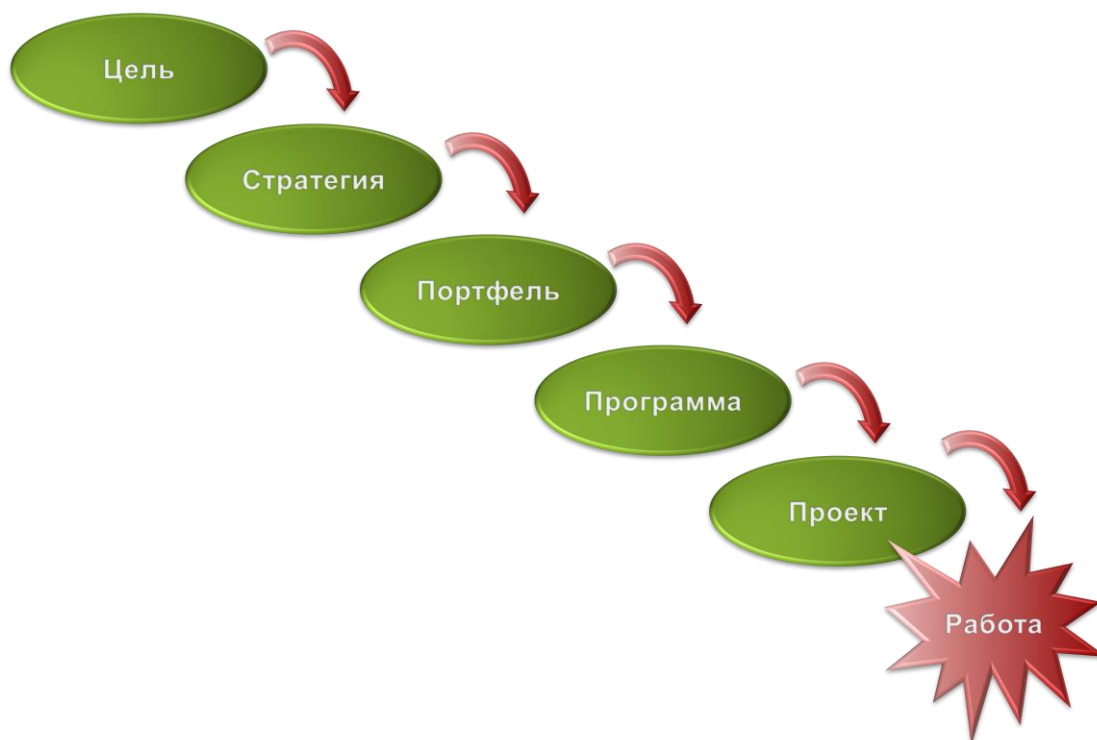 Цель
Стратегия
Портфель
Программа
Проект
Работа